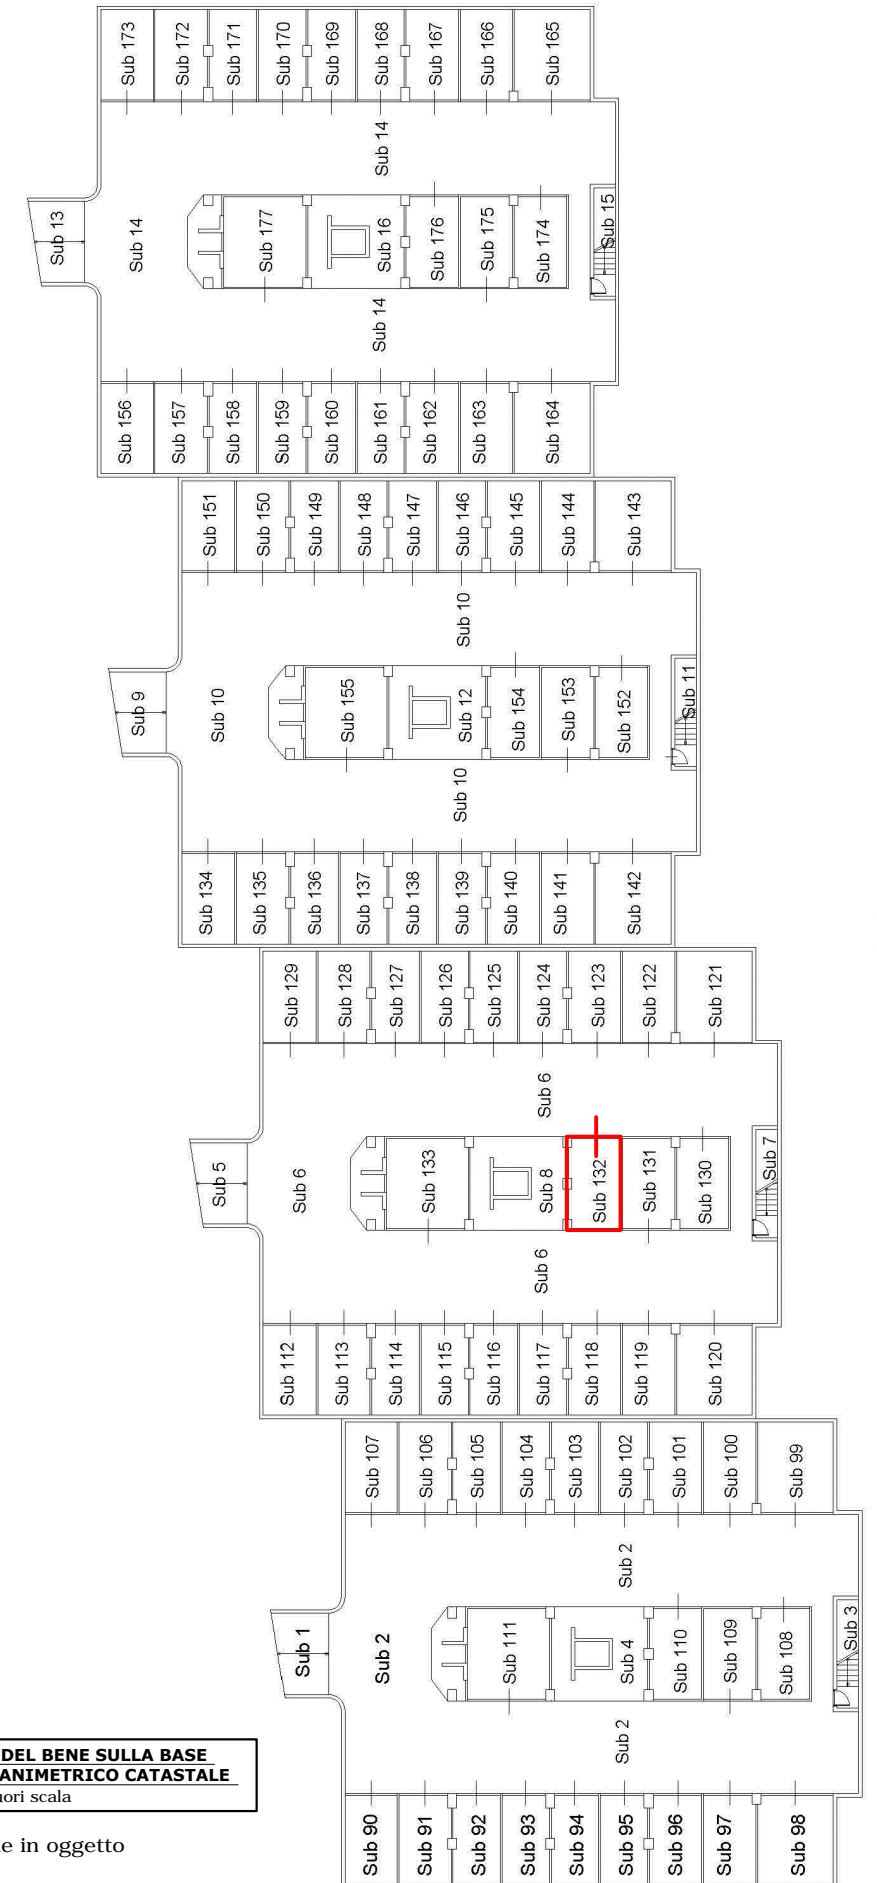 Sub 173
Sub 172
Sub 171
Sub 170
Sub 169
Sub 168
Sub 167
Sub 166
Sub 165
Sub 14
Sub 13
Sub 14
Sub 177
Sub 16
Sub 176
Sub 175
Sub 174
Sub 15
Sub 14
Sub 156
Sub 157
Sub 158
Sub 159
Sub 160
Sub 161
Sub 162
Sub 163
Sub 164
Sub 151
Sub 150
Sub 149
Sub 148
Sub 147
Sub 146
Sub 145
Sub 144
Sub 143
Sub 10
Sub 9
Sub 10
Sub 155
Sub 12
Sub 154
Sub 153
Sub 152
Sub 11
Sub 10
Sub 134
Sub 135
Sub 136
Sub 137
Sub 138
Sub 139
Sub 140
Sub 141
Sub 142
Sub 129
Sub 128
Sub 127
Sub 126
Sub 125
Sub 124
Sub 123
Sub 122
Sub 121
Sub 6
Sub 5
Sub 6
Sub 133
Sub 8
Sub 132
Sub 131
Sub 130
Sub 7
Sub 6
Sub 112
Sub 113
Sub 114
Sub 115
Sub 116
Sub 117
Sub 118
Sub 119
Sub 120
Sub 107
Sub 106
Sub 105
Sub 104
Sub 103
Sub 102
Sub 101
Sub 100
Sub 99
Sub 2
Sub 1
Sub 2
Sub 111
Sub 4
Sub 110
Sub 109
Sub 108
Sub 3
Sub 2
Sub 90
Sub 91
Sub 92
Sub 93
Sub 94
Sub 95
Sub 96
Sub 97
Sub 98
DEL BENE SULLA BASE
ANIMETRICO CATASTALE
uori scala
e in oggetto